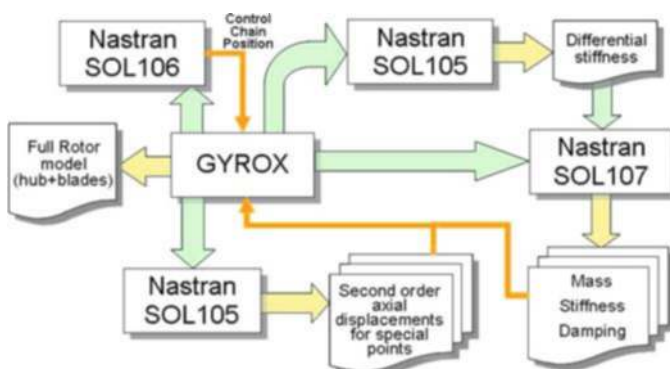 Nastran
SOL106
Control
Chain
Position
Nastran
SOL105
Differential
stiffness
Full Rotor
model
(hub+blades)
GYROX
Nastran
SOL107
Nastran
SOL105
Second order
axial
displacements
for special
points
Mass
Stiffness
Damping